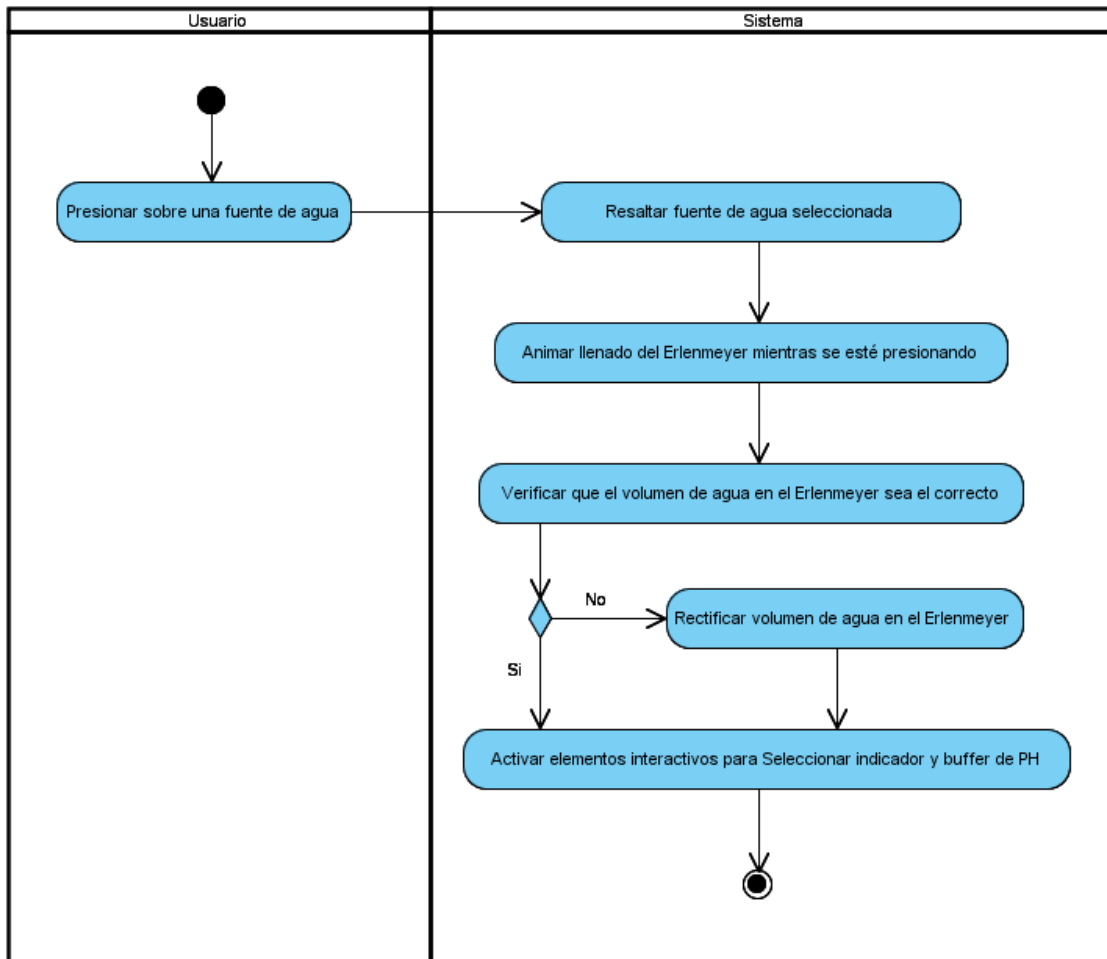 Usuario
Sistema
Presionar sobre una fuente de agua
Resaltar fuente de agua seleccionada
Animar llenado del Erlenmeyer mientras se esté presionando
Verificar que el volumen de agua en el Erlenmeyer sea el correcto
No
Rectificar volumen de agua en el Erlenmeyer
Si
Activar elementos interactivos para Seleccionar indicador y buffer de PH